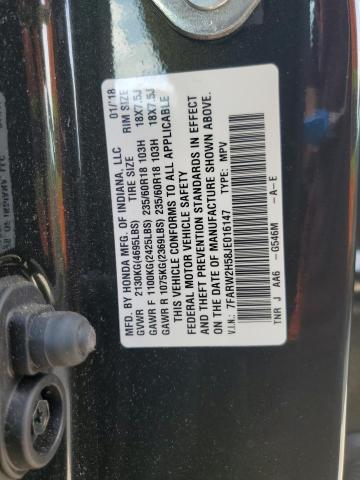 MFD. BY HONDA MFG. OF INDIANA, LLC 01/'18
TIRE SIZE RIM SIZE
GVWR 2130KG(4695LBS)
GAWR F 1100KG(2425LBS) 235/60R18 103H 18X7.5J
GAWR R 1075KG(2369LBS) 235/60R18 103H 18X7.5J
THIS VEHICLE CONFORMS TO ALL APPLICABLE
FEDERAL MOTOR VEHICLE SAFETY
AND THEFT PREVENTION STANDARDS IN EFFECT
ON THE DATE OF MANUFACTURE SHOWN ABOVE.
V.I.N.: 7FARW2H58JE016147 TYPE: MPV
TNR J AA6 -G546M -A-E